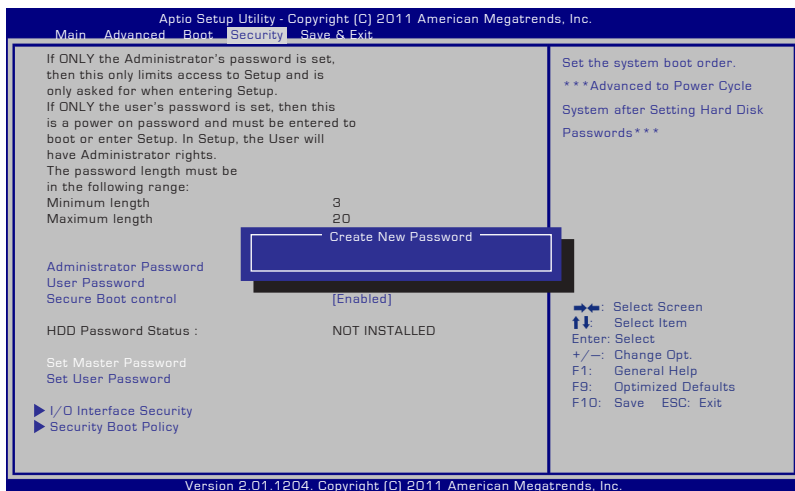 Aptio Setup Utility - Copyright (C) 2011 American Megatrends, Inc.
Main Advanced Boot Security Save & Exit
If ONLY the Administrator's password is set,
then this only limits access to Setup and is
only asked for when entering Setup.
If ONLY the user's password is set, then this
is a power on password and must be entered to
boot or enter Setup. In Setup, the User will
have Administrator rights.
The password length must be
in the following range:
Minimum length 3
Maximum length 20
Create New Password
Administrator Password
User Password
Secure Boot control [Enabled]
HDD Password Status : NOT INSTALLED
Set Master Password
Set User Password
I/O Interface Security
Security Boot Policy
Set the system boot order.
***Advanced to Power Cycle
System after Setting Hard Disk
Passwords***
→←: Select Screen
↑↓: Select Item
Enter: Select
+/—: Change Opt.
F1: General Help
F9: Optimized Defaults
F10: Save ESC: Exit
Version 2.01.1204. Copyright (C) 2011 American Megatrends, Inc.